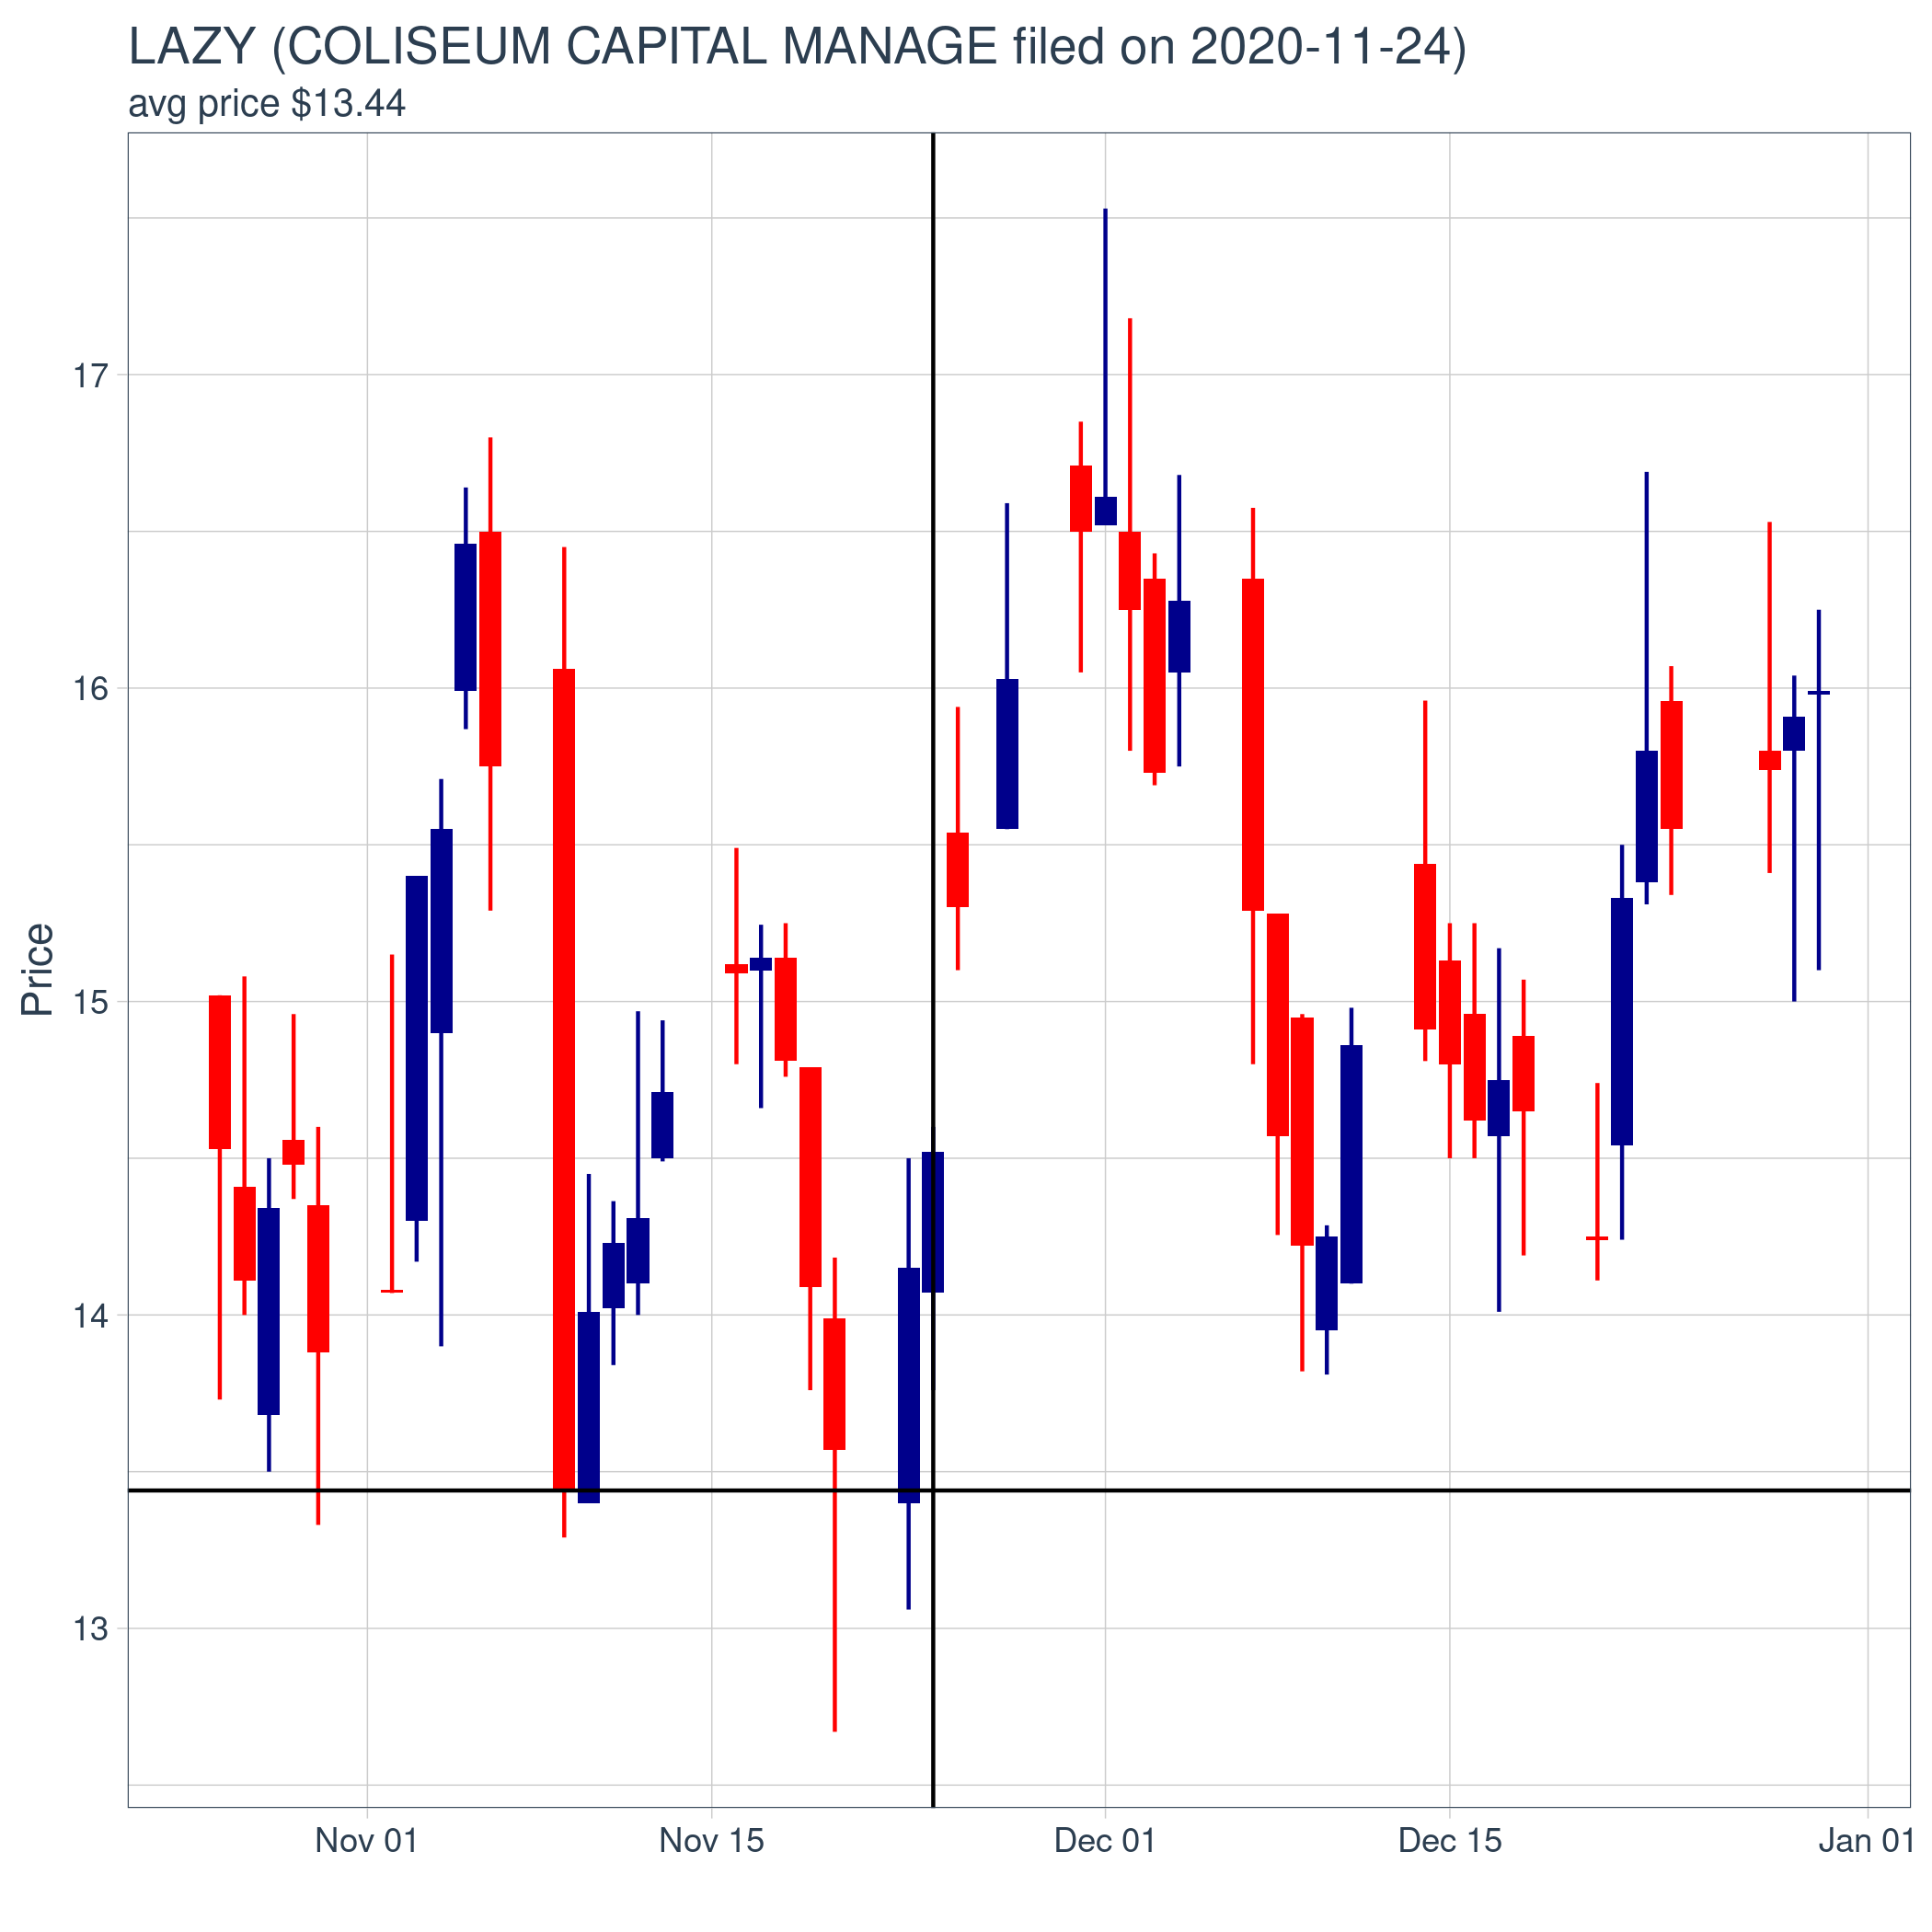 LAZY (COLISEUM CAPITAL MANAGE filed on 2020-11-24)
avg price $13.44
Price
17
16
15
14
13
Nov 01 Nov 15 Dec 01 Dec 15 Jan 01